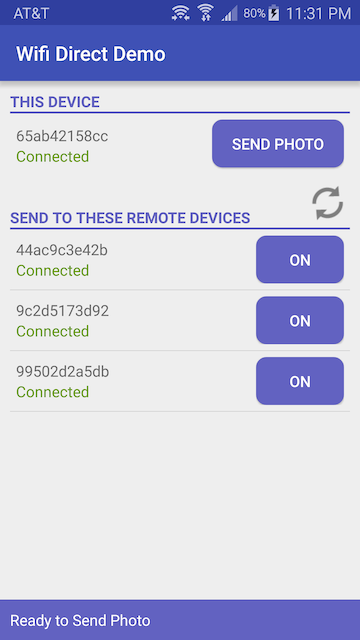 AT&T 80% 11:31 PM
Wifi Direct Demo
THIS DEVICE
65ab42158cc
Connected
SEND PHOTO
SEND TO THESE REMOTE DEVICES
44ac9c3e42b
Connected
ON
9c2d5173d92
Connected
ON
99502d2a5db
Connected
ON
Ready to Send Photo